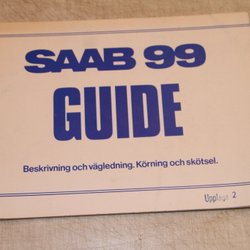 SAAB 99
GUIDE
Beskrivning och vägledning. Körning och skötsel.
Upplaga 2